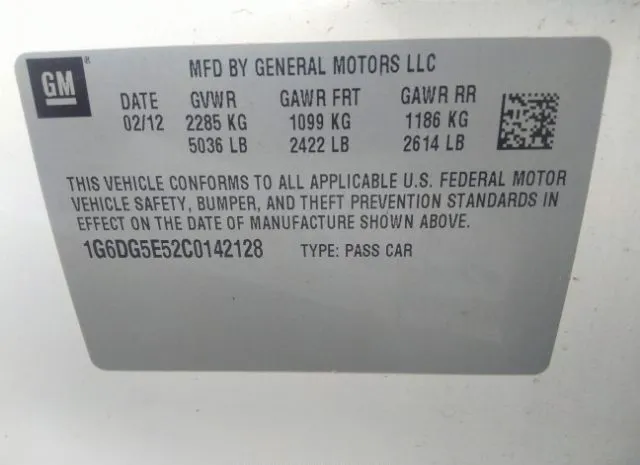 GM®
MFD BY GENERAL MOTORS LLC
DATE GVWR GAWR FRT GAWR RR
02/12 2285 KG 1099 KG 1186 KG
5036 LB 2422 LB 2614 LB
THIS VEHICLE CONFORMS TO ALL APPLICABLE U.S. FEDERAL MOTOR
VEHICLE SAFETY, BUMPER, AND THEFT PREVENTION STANDARDS IN
EFFECT ON THE DATE OF MANUFACTURE SHOWN ABOVE.
1G6DG5E52C0142128 TYPE: PASS CAR